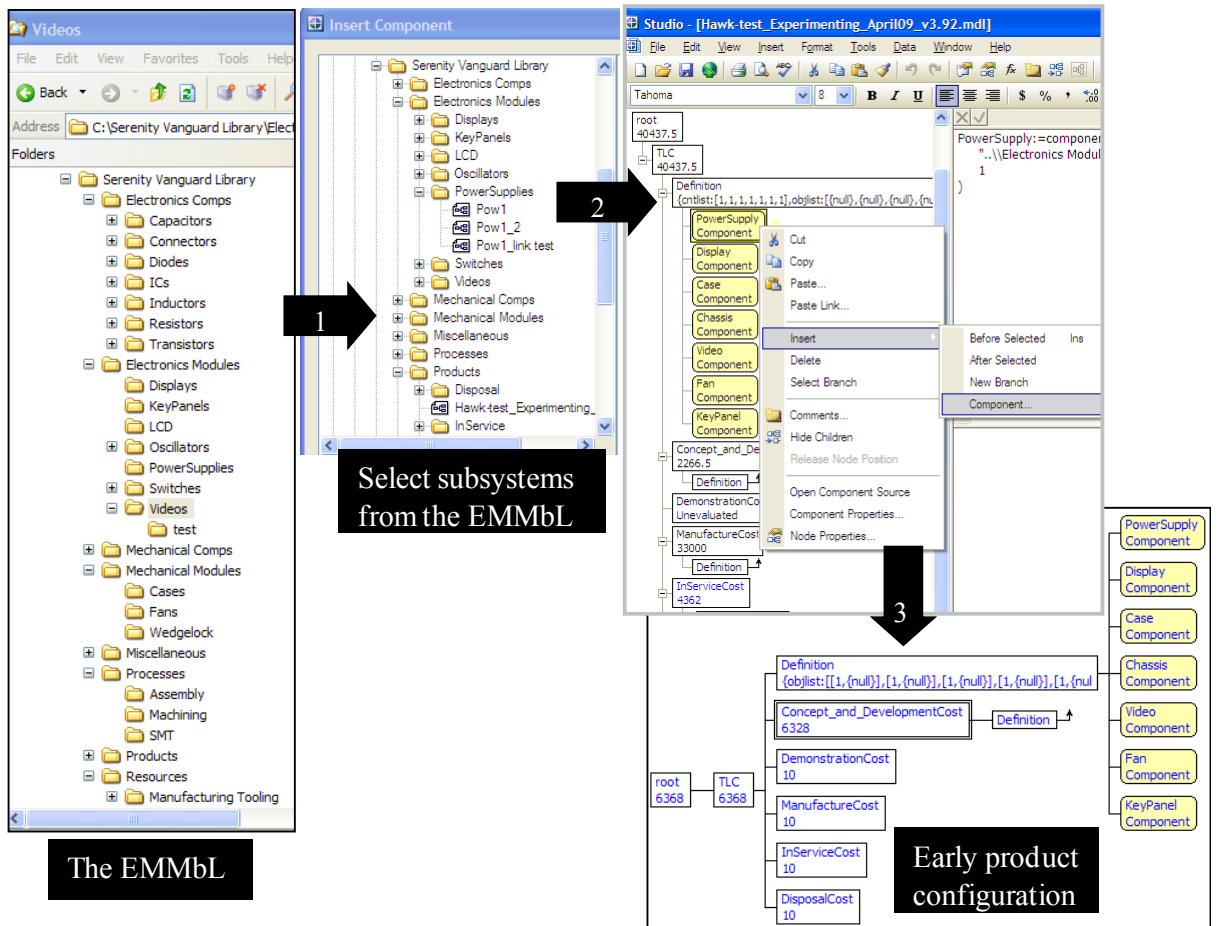 Videos
File Edit View Favorites Tools Help
Back
Address C:\Serenity Vanguard Library\Elect
Folders
Serenity Vanguard Library
Electronics Comps
Capacitors
Connectors
Diodes
ICs
Inductors
Resistors
Transistors
Electronics Modules
Displays
KeyPanels
LCD
Oscillators
PowerSupplies
Switches
Videos
test
Mechanical Comps
Mechanical Modules
Cases
Fans
Wedgelock
Miscellaneous
Processes
Assembly
Machining
SMT
Products
Resources
Manufacturing Tooling
The EMMbL
1
Insert Component
Serenity Vanguard Library
Electronics Comps
Electronics Modules
Displays
KeyPanels
LCD
Oscillators
PowerSupplies
Pow1
Pow1_2
Pow1_link test
Switches
Videos
Mechanical Comps
Mechanical Modules
Miscellaneous
Processes
Products
Disposal
Hawk-test_Experimenting_
InService
Select subsystems
from the EMMbL
2
Studio - [Hawk-test_Experimenting_April09_v3.92.mdl]
File Edit View Insert Format Tools Data Window Help
Tahoma 8 B I U $ % ,
root
40437.5
TLC
40437.5
Definition
{cntlist:[1,1,1,1,1,1,1],objlist:[{null},{null},{null},{nu
PowerSupply
Component
Display
Component
Case
Component
Chassis
Component
Video
Component
Fan
Component
KeyPanel
Component
Concept_and_De
2266.5
Definition
DemonstrationCo
Unevaluated
ManufactureCost
33000
Definition
InServiceCost
4362
PowerSupply:=compone
"..\\Electronics Modul
1
)
Cut
Copy
Paste...
Paste Link...
Insert
Delete
Select Branch
Comments...
Hide Children
Release Node Position
Open Component Source
Component Properties...
Node Properties...
Before Selected Ins
After Selected
New Branch
Component...
3
root
6368
TLC
6368
Definition
{objlist:[[1,{null}],[1,{null}],[1,{null}],[1,{null}],[1,{nul
Concept_and_DevelopmentCost
6328
Definition
DemonstrationCost
10
ManufactureCost
10
InServiceCost
10
DisposalCost
10
PowerSupply
Component
Display
Component
Case
Component
Chassis
Component
Video
Component
Fan
Component
KeyPanel
Component
Early product
configuration